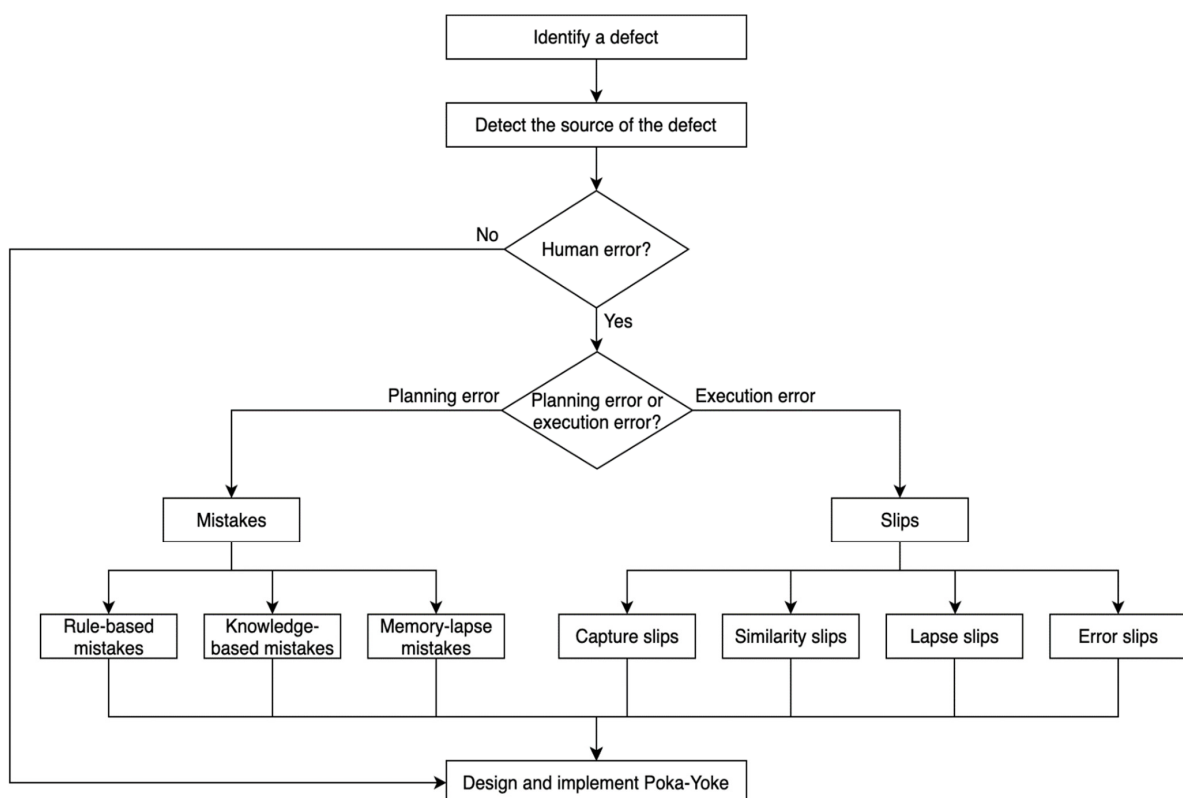 Identify a defect
Detect the source of the defect
No
Human error?
Yes
Planning error
Planning error or
execution error?
Execution error
Mistakes
Slips
Rule-based
mistakes
Knowledge-
based mistakes
Memory-lapse
mistakes
Capture slips
Similarity slips
Lapse slips
Error slips
Design and implement Poka-Yoke